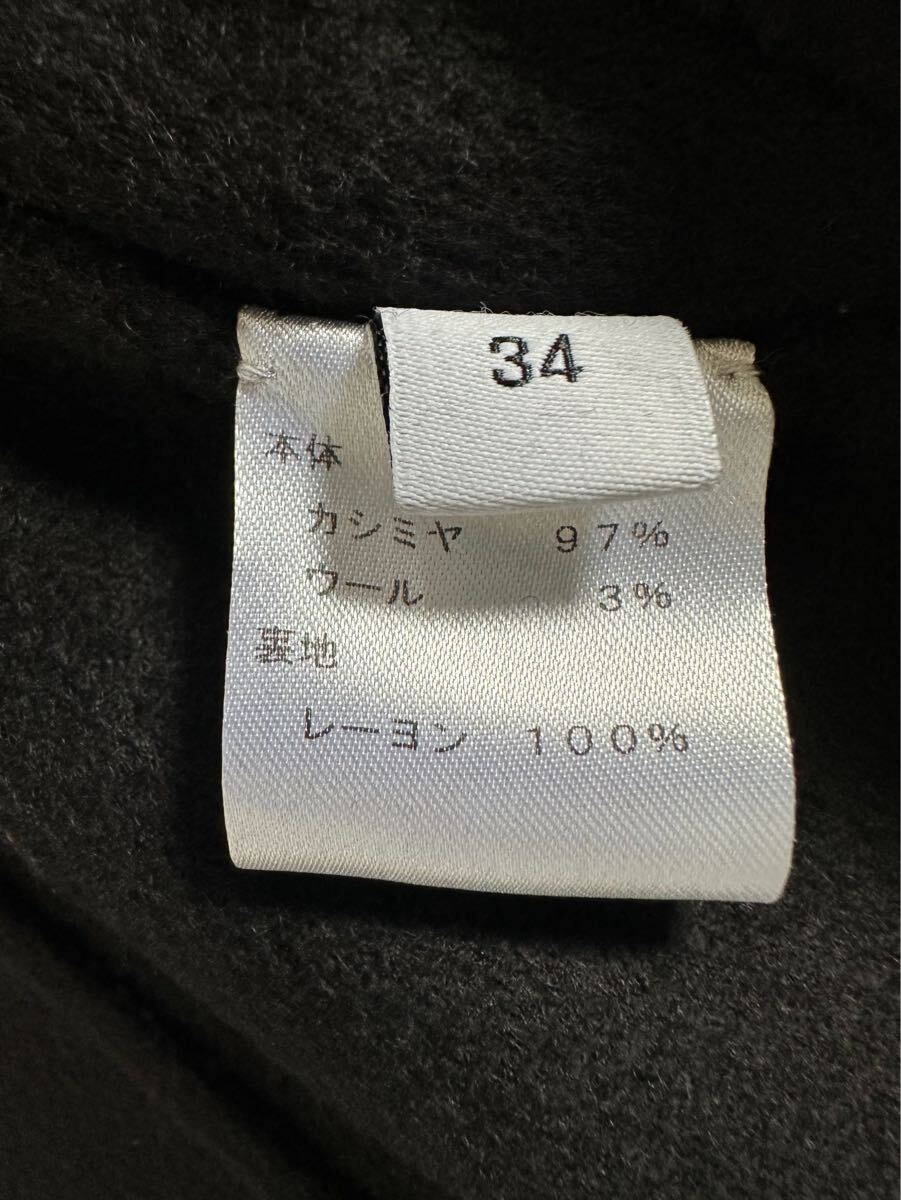 34
本体
カシミヤ 97%
ウール 3%
裏地
レーヨン 100%